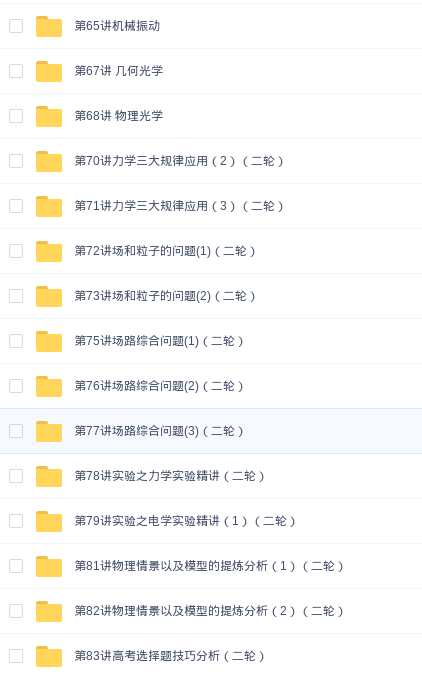 第65讲机械振动
第67讲 几何光学
第68讲 物理光学
第70讲力学三大规律应用（2）（二轮）
第71讲力学三大规律应用（3）（二轮）
第72讲场和粒子的问题(1)（二轮）
第73讲场和粒子的问题(2)（二轮）
第75讲场路综合问题(1)（二轮）
第76讲场路综合问题(2)（二轮）
第77讲场路综合问题(3)（二轮）
第78讲实验之力学实验精讲（二轮）
第79讲实验之电学实验精讲（1）（二轮）
第81讲物理情景以及模型的提炼分析（1）（二轮）
第82讲物理情景以及模型的提炼分析（2）（二轮）
第83讲高考选择题技巧分析（二轮）